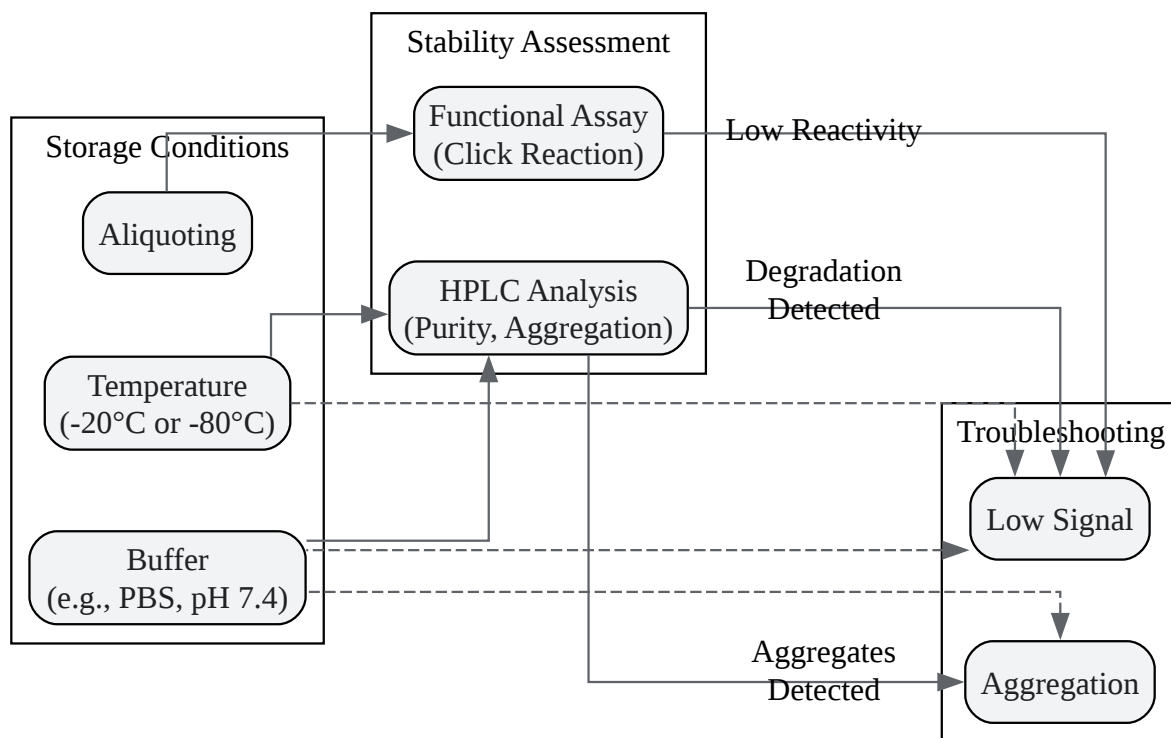 Stability Assessment
Functional Assay
(Click Reaction)
Low Reactivity
Storage Conditions
Aliquoting
HPLC Analysis
(Purity, Aggregation)
Degradation
Detected
Temperature
(-20°C or -80°C)
Troubleshooting
Low Signal
Buffer
(e.g., PBS, pH 7.4)
Aggregates
Detected
Aggregation